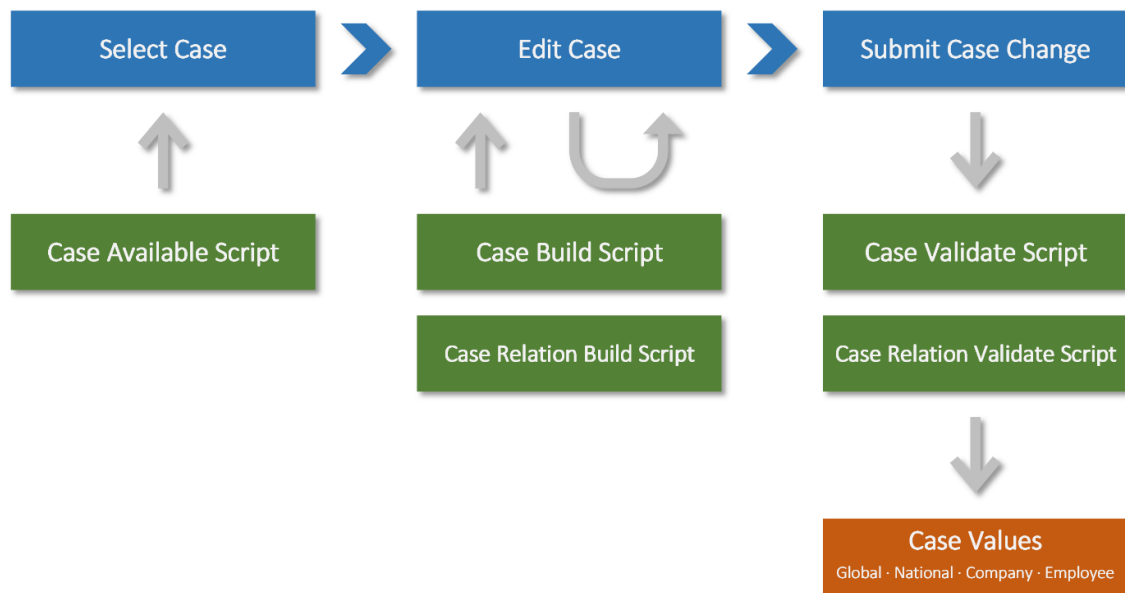 Select Case
Edit Case
Submit Case Change
Case Available Script
Case Build Script
Case Validate Script
Case Relation Build Script
Case Relation Validate Script
Case Values
Global · National · Company · Employee